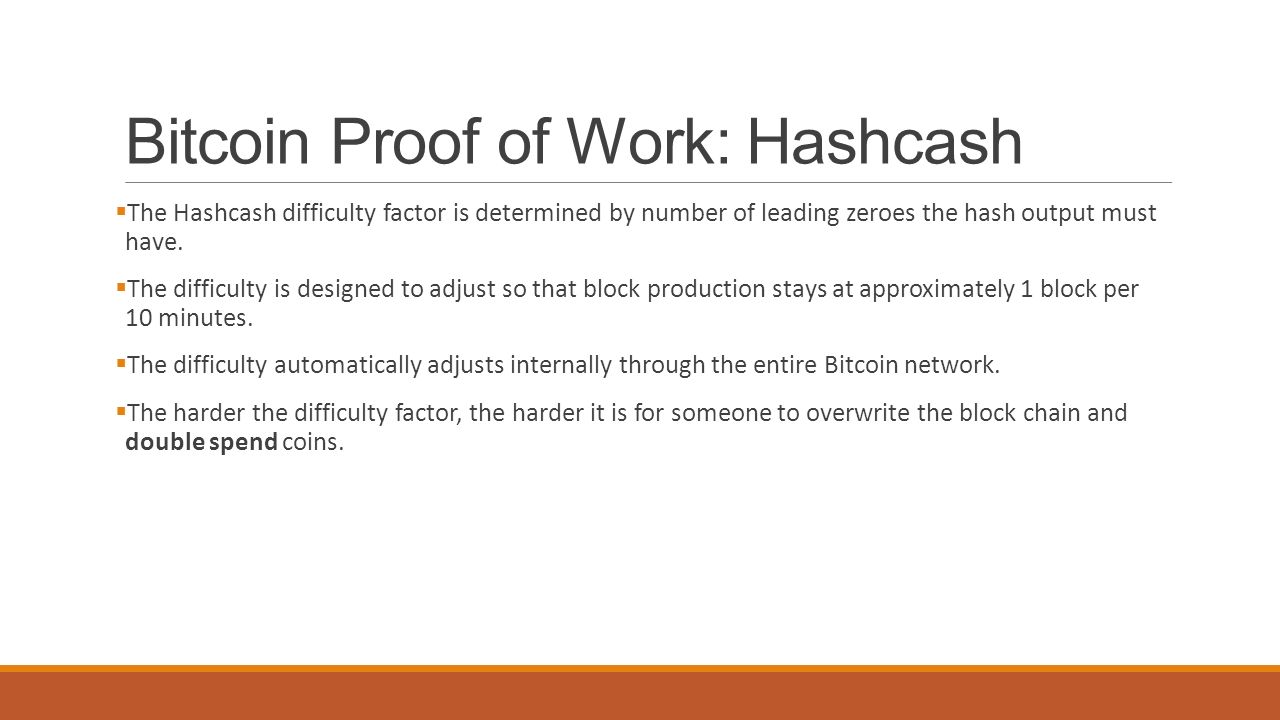 Bitcoin Proof of Work: Hashcash
▪The Hashcash difficulty factor is determined by number of leading zeroes the hash output must
have.
▪The difficulty is designed to adjust so that block production stays at approximately 1 block per
10 minutes.
▪The difficulty automatically adjusts internally through the entire Bitcoin network.
▪The harder the difficulty factor, the harder it is for someone to overwrite the block chain and
double spend coins.